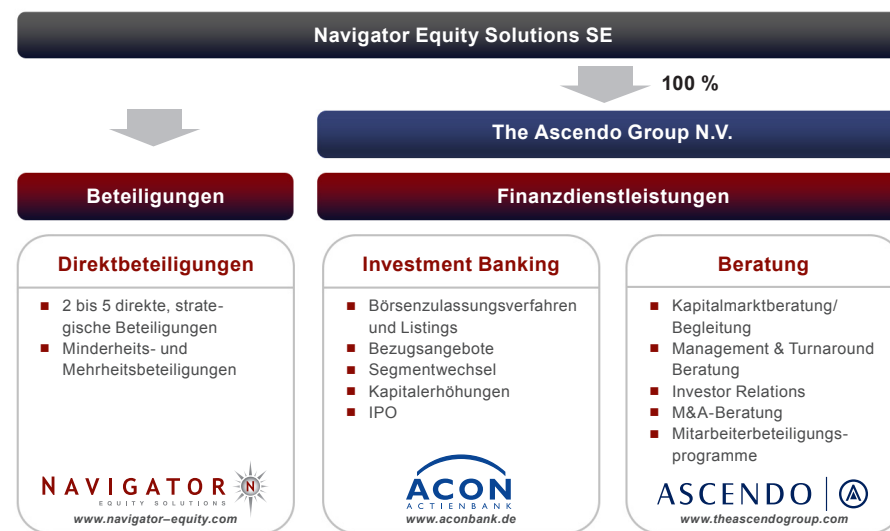 Navigator Equity Solutions SE
100 %
The Ascendo Group N.V.
Beteiligungen
Finanzdienstleistungen
Direktbeteiligungen
2 bis 5 direkte, strate-
gische Beteiligungen
Minderheits- und
Mehrheitsbeteiligungen
NAVIGATOR N
EQUITY SOLUTIONS
www.navigator–equity.com
Investment Banking
Börsenzulassungsverfahren
und Listings
Bezugsangebote
Segmentwechsel
Kapitalerhöhungen
IPO
ACON
ACTIENBANK
www.aconbank.de
Beratung
Kapitalmarktberatung/
Begleitung
Management & Turnaround
Beratung
Investor Relations
M&A-Beratung
Mitarbeiterbeteiligungs-
programme
ASCENDO A
www.theascendogroup.com